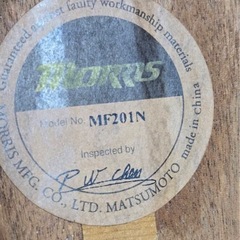 Guaranteed against faulty workmanship materials
MORRIS
Model No. MF201N
Inspected by
P. W. Chen
made in china
MORRIS MFG. CO., LTD. MATSUMOTO